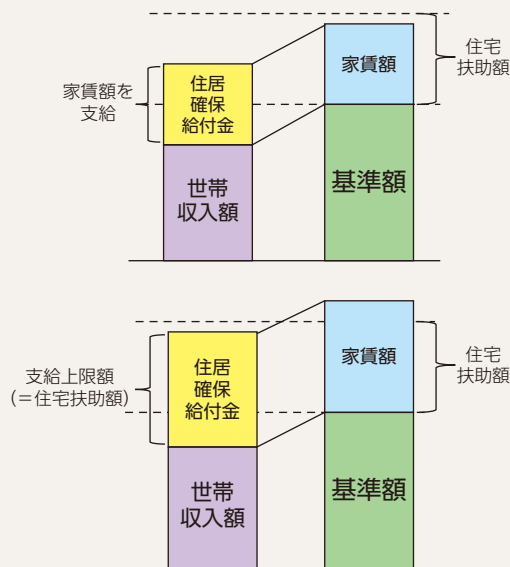 家賃額を
支給
住居
確保
給付金
世帯
収入額
家賃額
基準額
住宅
扶助額
支給上限額
(＝住宅扶助額)
住居
確保
給付金
世帯
収入額
家賃額
基準額
住宅
扶助額